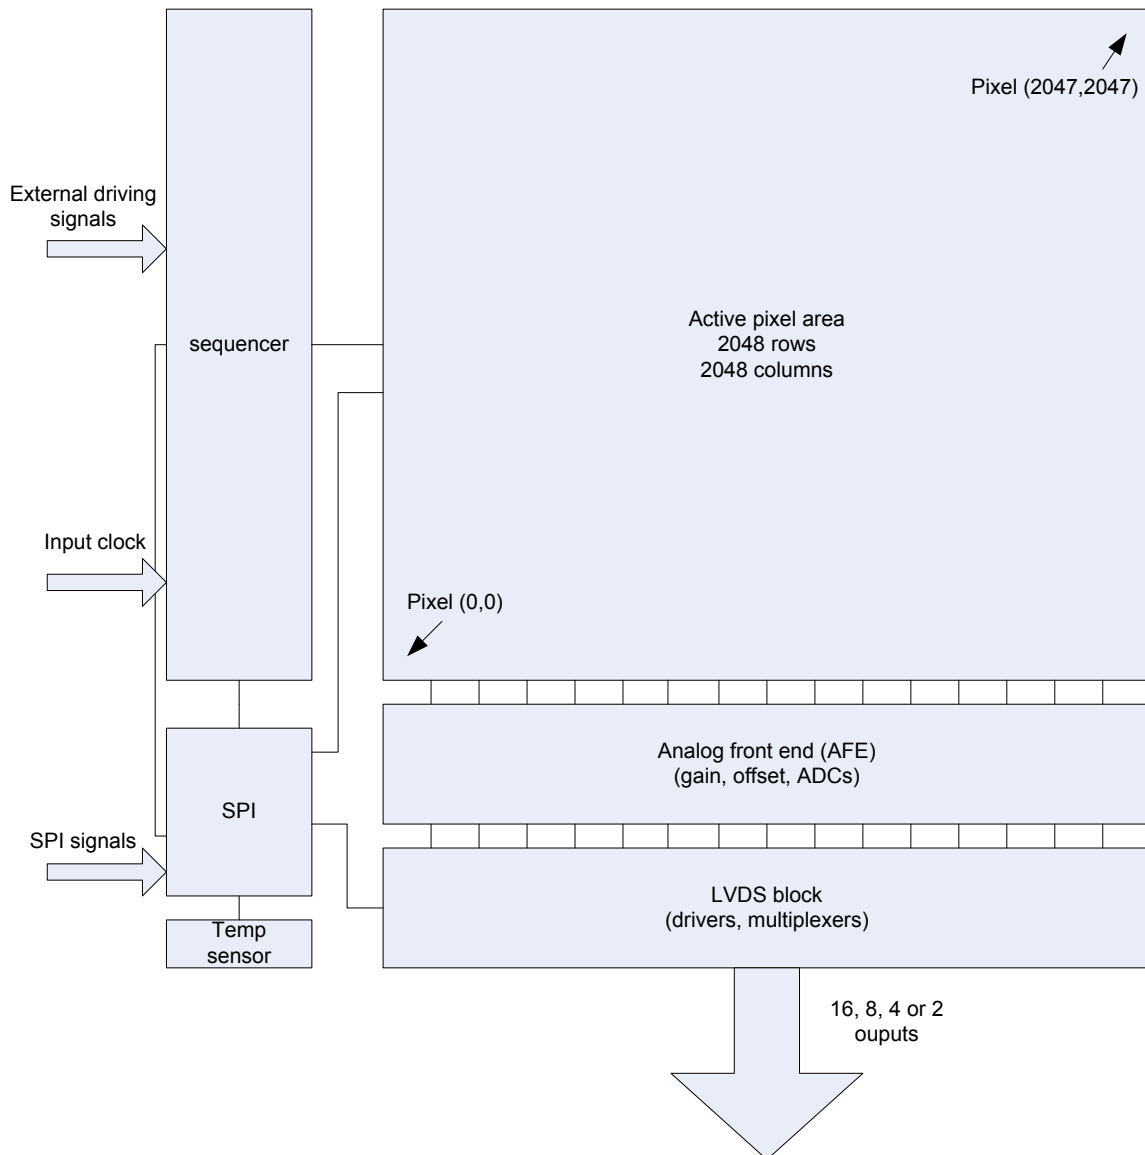 Pixel (2047,2047)
External driving
signals
sequencer
Active pixel area
2048 rows
2048 columns
Input clock
Pixel (0,0)
Analog front end (AFE)
(gain, offset, ADCs)
SPI
SPI signals
LVDS block
(drivers, multiplexers)
Temp
sensor
16, 8, 4 or 2
ouputs